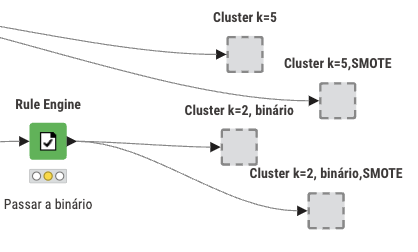 Cluster k=5
Cluster k=5,SMOTE
Rule Engine
Cluster k=2, binário
Cluster k=2, binário,SMOTE
Passar a binário